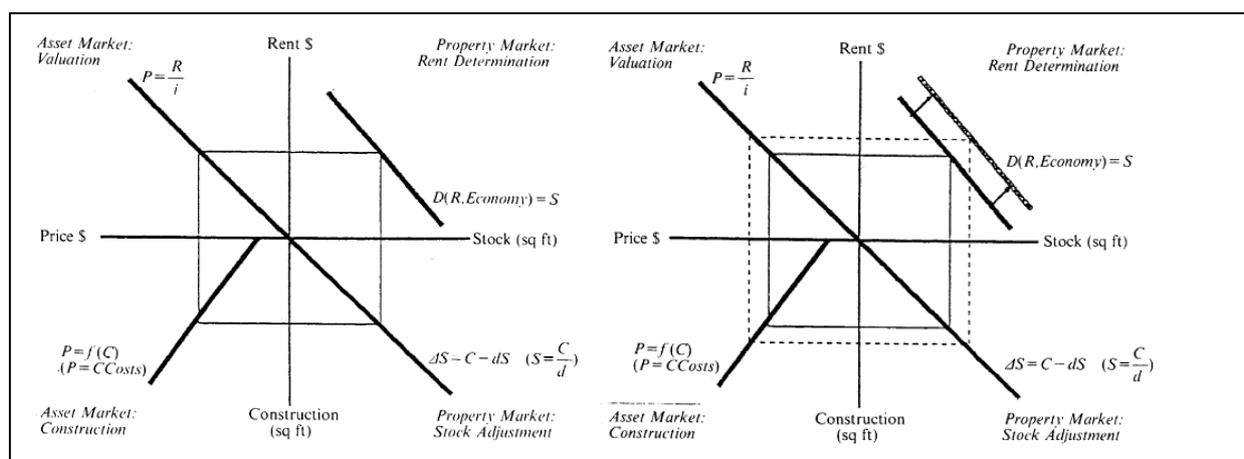 Asset Market:
Valuation
Rent $
Property Market:
Rent Determination
P=R/i
D(R,Economy)=S
Price $
Stock (sq ft)
P=f(C)
.(P=CCosts)
ΔS–C–dS (S=C/d)
Asset Market:
Construction
Construction
(sq ft)
Property Market:
Stock Adjustment
Asset Market:
Valuation
Rent $
Property Market:
Rent Determination
P=R/i
D(R,Economy)=S
Price $
Stock (sq ft)
P=f(C)
(P=CCosts)
ΔS=C–dS (S=C/d)
Asset Market:
Construction
Construction
(sq ft)
Property Market:
Stock Adjustment